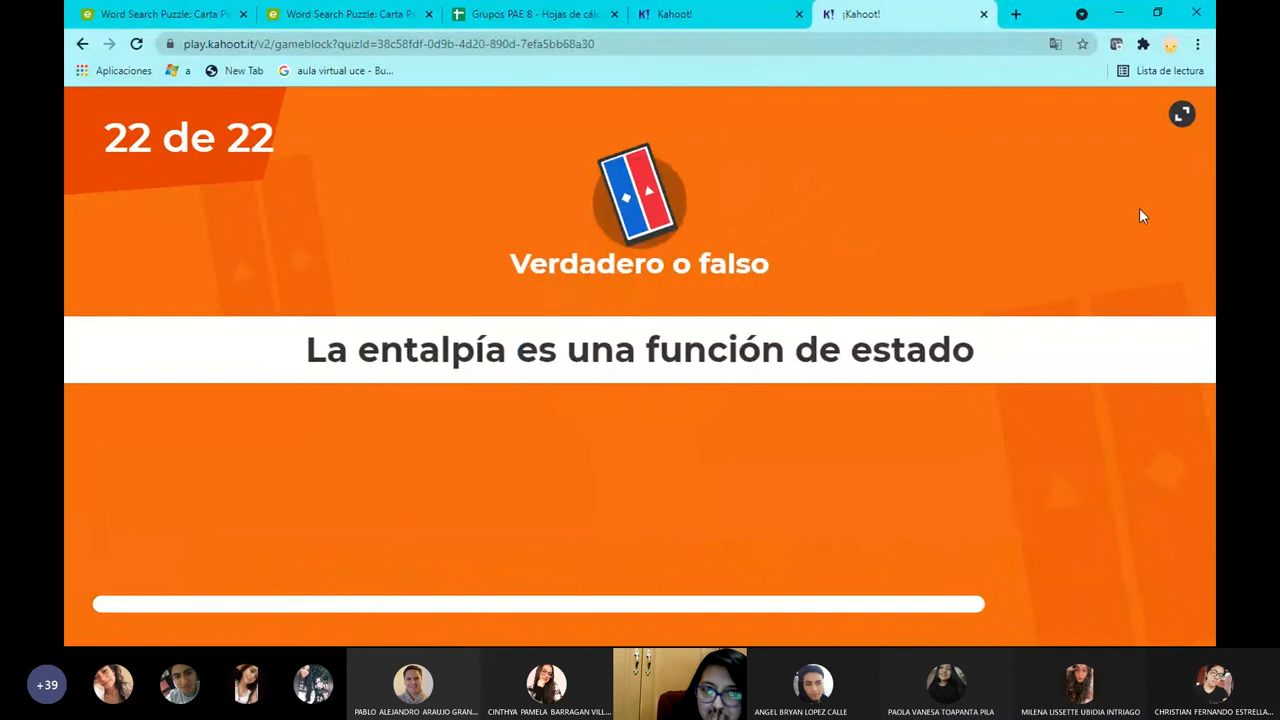 Word Search Puzzle: Carta Ps
Word Search Puzzle: Carta Ps
Grupos PAE 8 - Hojas de cálc
Kahoot!
¡Kahoot!
play.kahoot.it/v2/gameblock?quizId=38c58fdf-0d9b-4d20-890d-7efa5bb68a30
Aplicaciones
a
New Tab
aula virtual uce - Bu...
Lista de lectura
22 de 22
Verdadero o falso
La entalpía es una función de estado
+39
PABLO ALEJANDRO ARAUJO GRAN...
CINTHYA PAMELA BARRAGAN VILL...
ANGEL BRYAN LOPEZ CALLE
PAOLA VANESA TOAPANTA PILA
MILENA LISSETTE UBIDIA INTRIAGO
CHRISTIAN FERNANDO ESTRELLA...